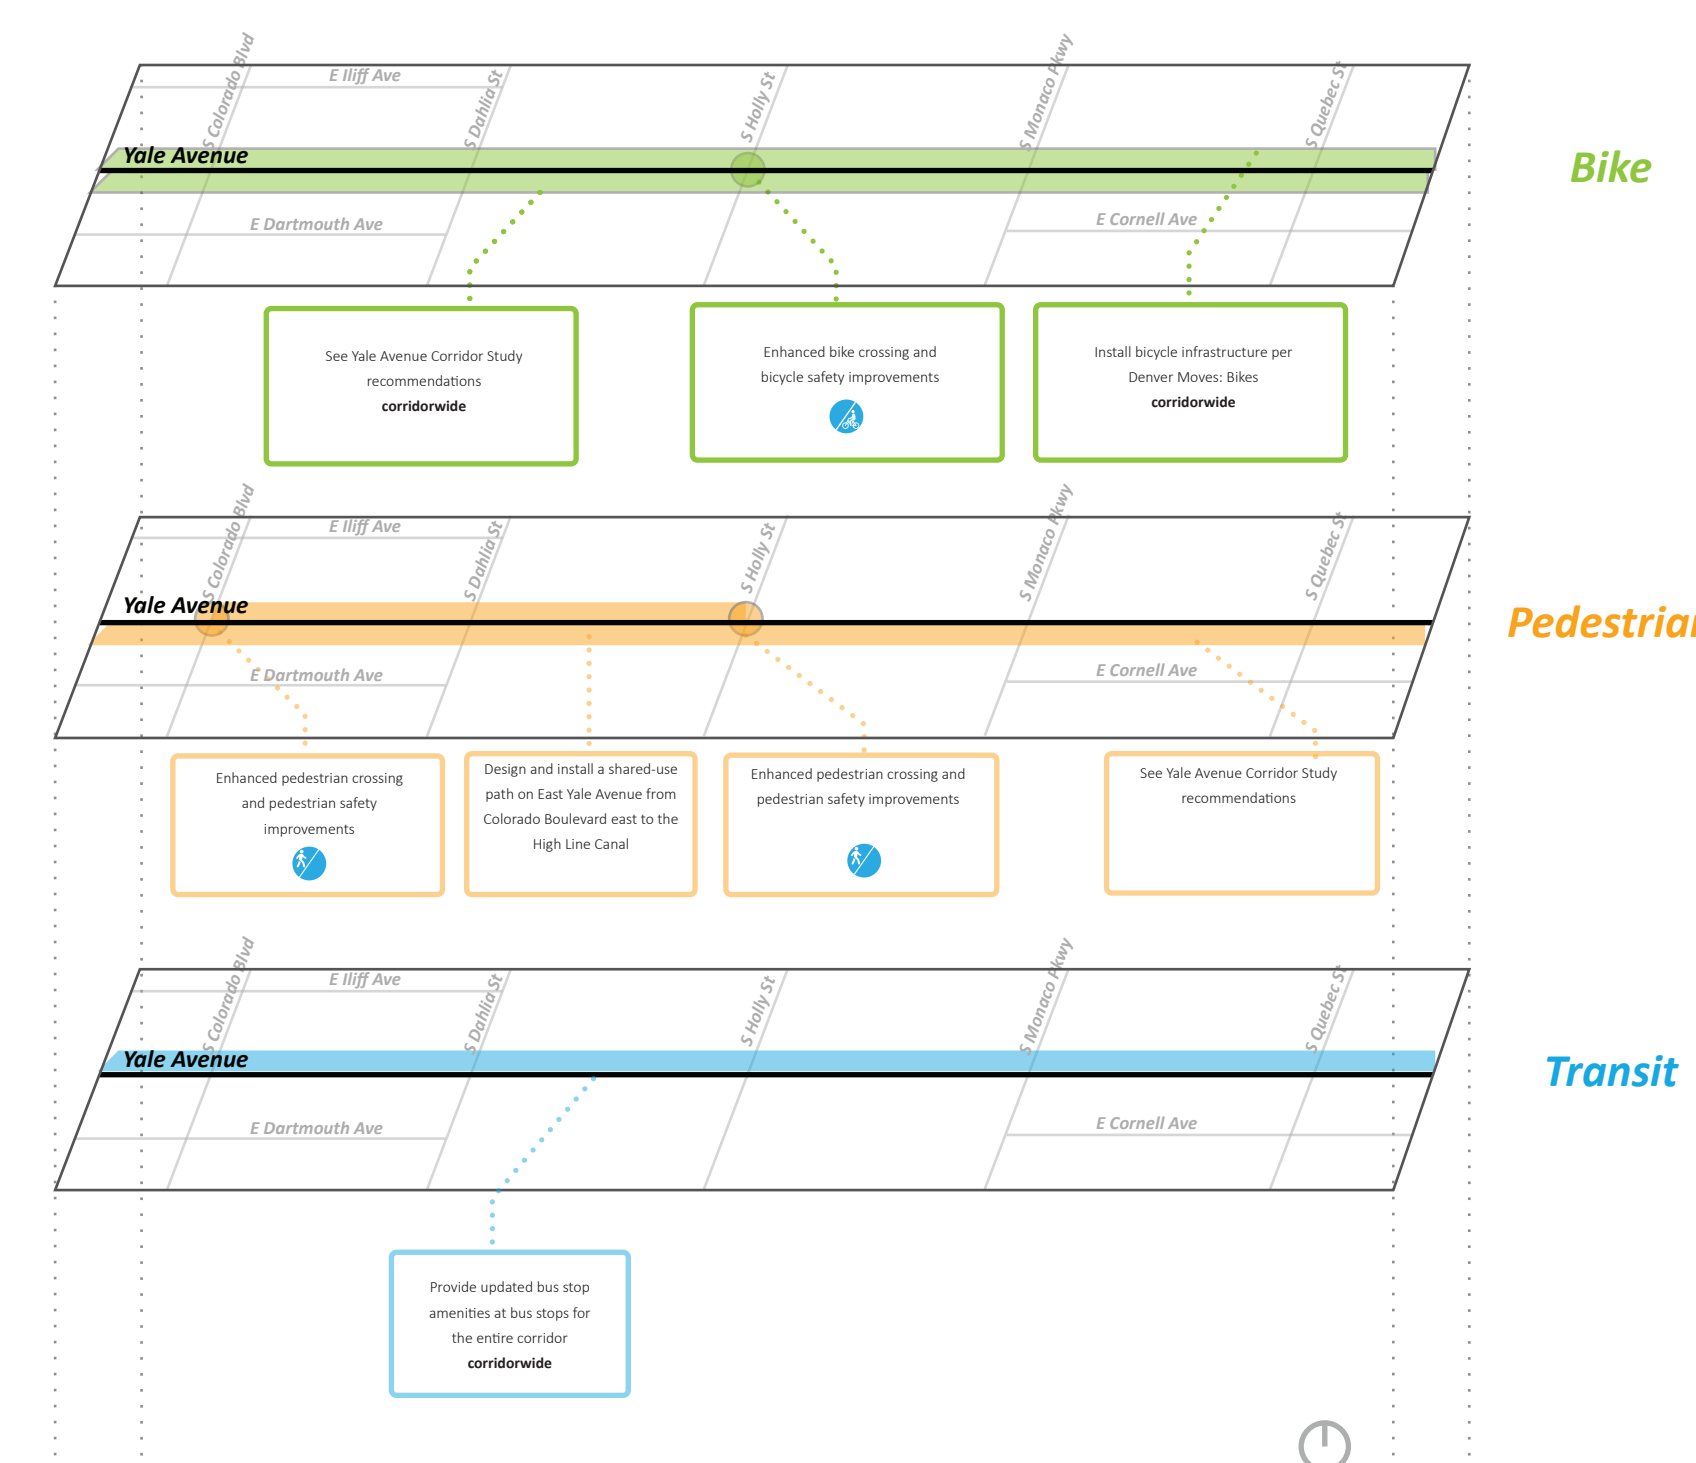 S Colorado Blvd
E Iliff Ave
S Dahlia St
S Holly St
S Monaco Pkwy
S Quebec St
Yale Avenue
Bike
E Dartmouth Ave
E Cornell Ave
See Yale Avenue Corridor Study
recommendations
corridorwide
Enhanced bike crossing and
bicycle safety improvements
Install bicycle infrastructure per
Denver Moves: Bikes
corridorwide
S Colorado Blvd
E Iliff Ave
S Dahlia St
S Holly St
S Monaco Pkwy
S Quebec St
Yale Avenue
Pedestrian
E Dartmouth Ave
E Cornell Ave
Enhanced pedestrian crossing
and pedestrian safety
improvements
Design and install a shared-use
path on East Yale Avenue from
Colorado Boulevard east to the
High Line Canal
Enhanced pedestrian crossing and
pedestrian safety improvements
See Yale Avenue Corridor Study
recommendations
S Colorado Blvd
E Iliff Ave
S Dahlia St
S Holly St
S Monaco Pkwy
S Quebec St
Yale Avenue
Transit
E Dartmouth Ave
E Cornell Ave
Provide updated bus stop
amenities at bus stops for
the entire corridor
corridorwide